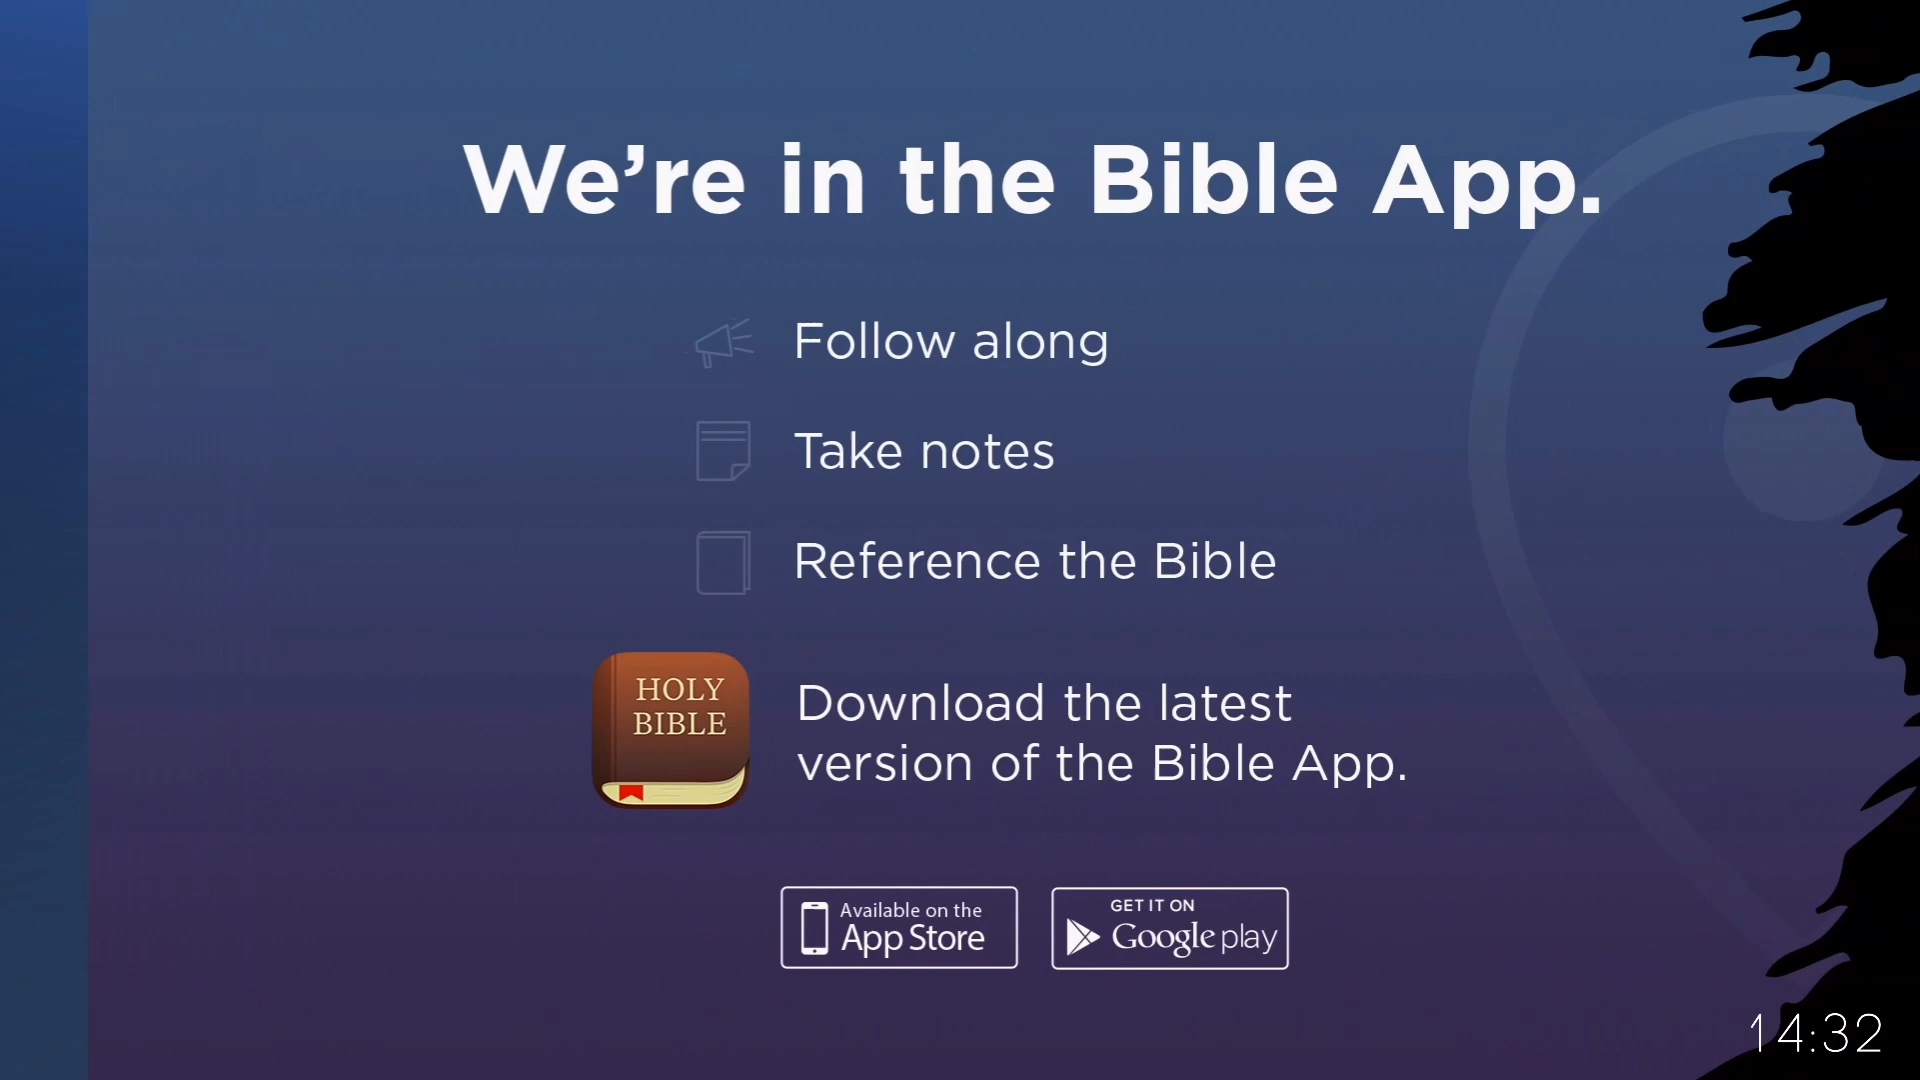 We're in the Bible App.
Follow along
Take notes
Reference the Bible
HOLY
BIBLE
Download the latest
version of the Bible App.
Available on the
App Store
GET IT ON
Google play
14:32